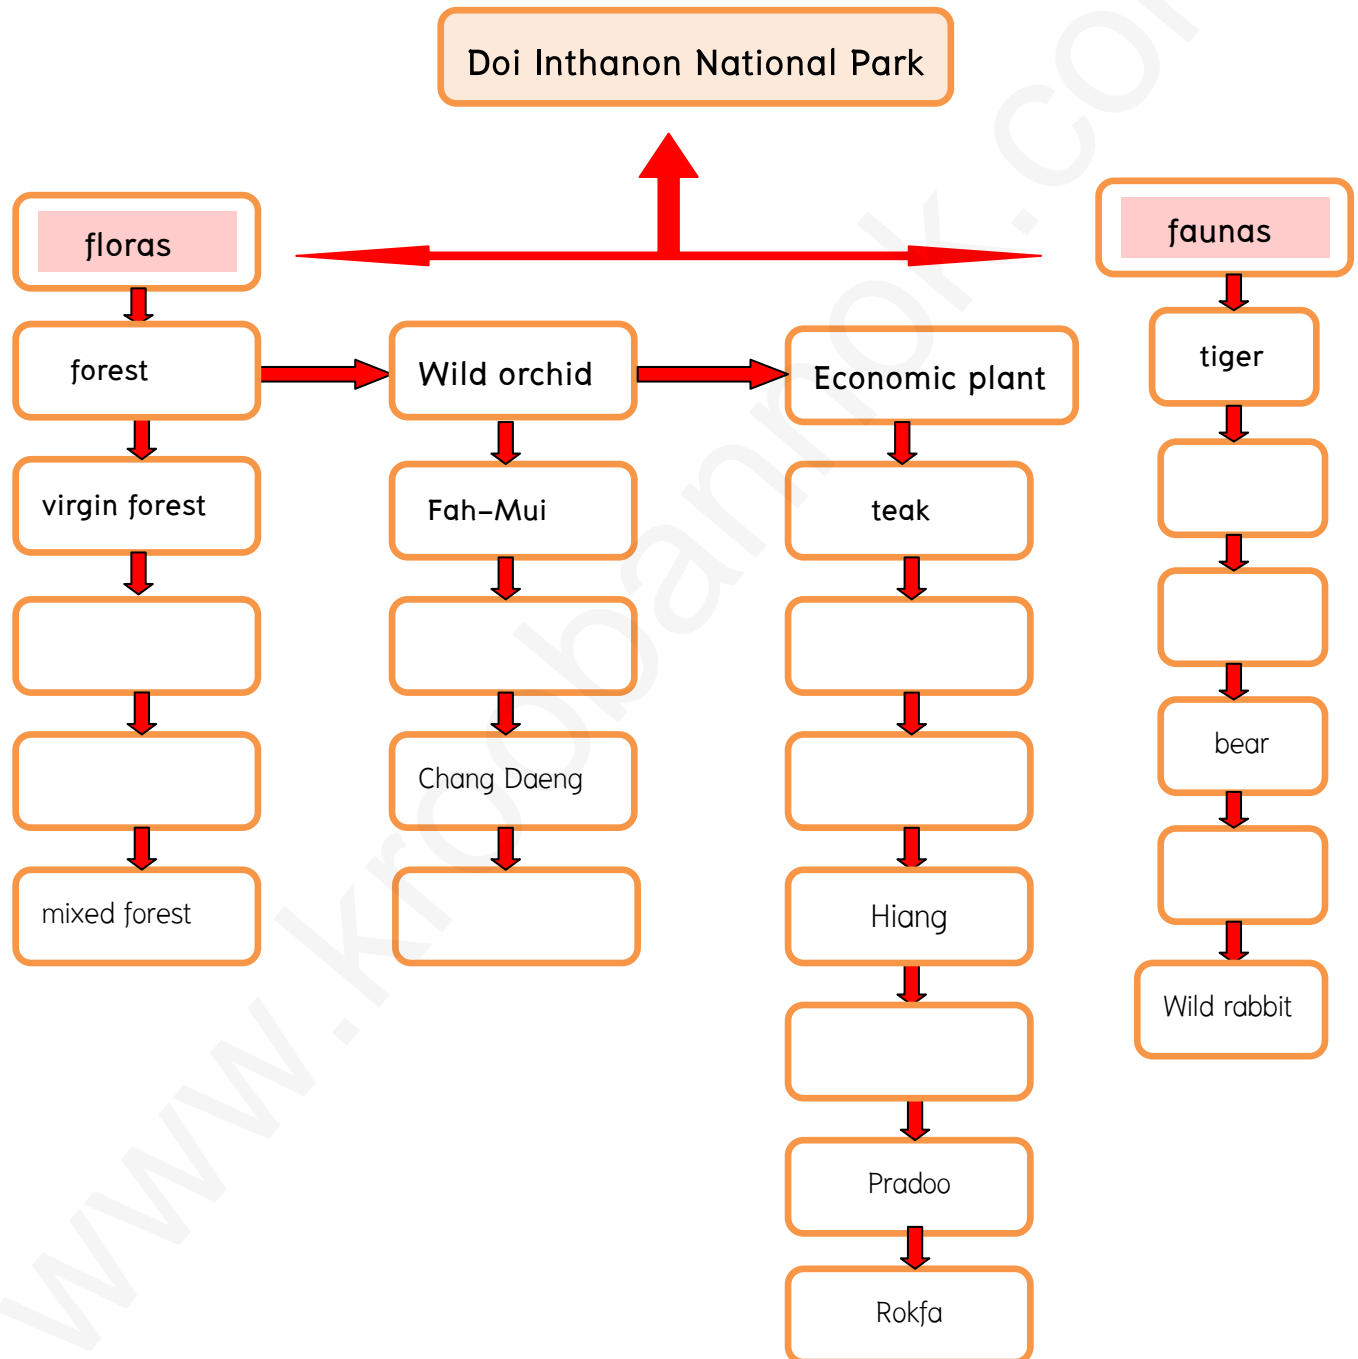 Doi Inthanon National Park
floras
faunas
forest
Wild orchid
Economic plant
tiger
virgin forest
Fah-Mui
teak
bear
Chang Daeng
mixed forest
Hiang
Wild rabbit
Pradoo
Rokfa
www.kroobannok.com